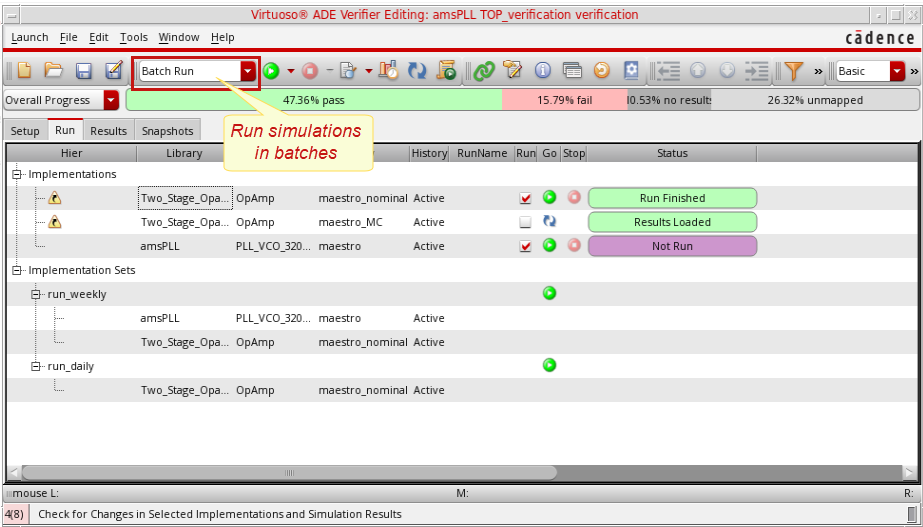 Virtuoso® ADE Verifier Editing: amsPLL TOP_verification verification
Launch File Edit Tools Window Help
cādence
Batch Run
» Basic »
Overall Progress
47.36% pass 15.79% fail 10.53% no results 26.32% unmapped
Setup Run Results Snapshots
Run simulations
in batches
Hier Library History RunName Run Go Stop Status
Implementations
Two_Stage_Opa... OpAmp maestro_nominal Active Run Finished
Two_Stage_Opa... OpAmp maestro_MC Active Results Loaded
amsPLL PLL_VCO_320... maestro Active Not Run
Implementation Sets
run_weekly
amsPLL PLL_VCO_320... maestro Active
Two_Stage_Opa... OpAmp maestro_nominal Active
run_daily
Two_Stage_Opa... OpAmp maestro_nominal Active
mouse L: M: R:
4(8) Check for Changes in Selected Implementations and Simulation Results